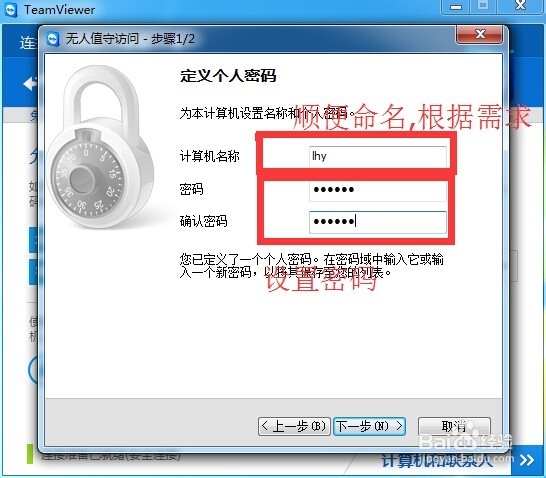 TeamViewer
无人值守访问 - 步骤1/2
定义个人密码
为本计算机设置名称和个人密码。
顺便命名,根据需求
计算机名称
lhy
密码
●●●●●●
确认密码
●●●●●●
您已定义了一个个人密码。在密码域中输入它或输
入一个新密码，以将其保存至您的列表。
设置密码
<上一步(B)
下一步(N)>
取消
连接准备已就绪(安全连接)
计算机和联系人
Baidu经验
jingyan.baidu.com